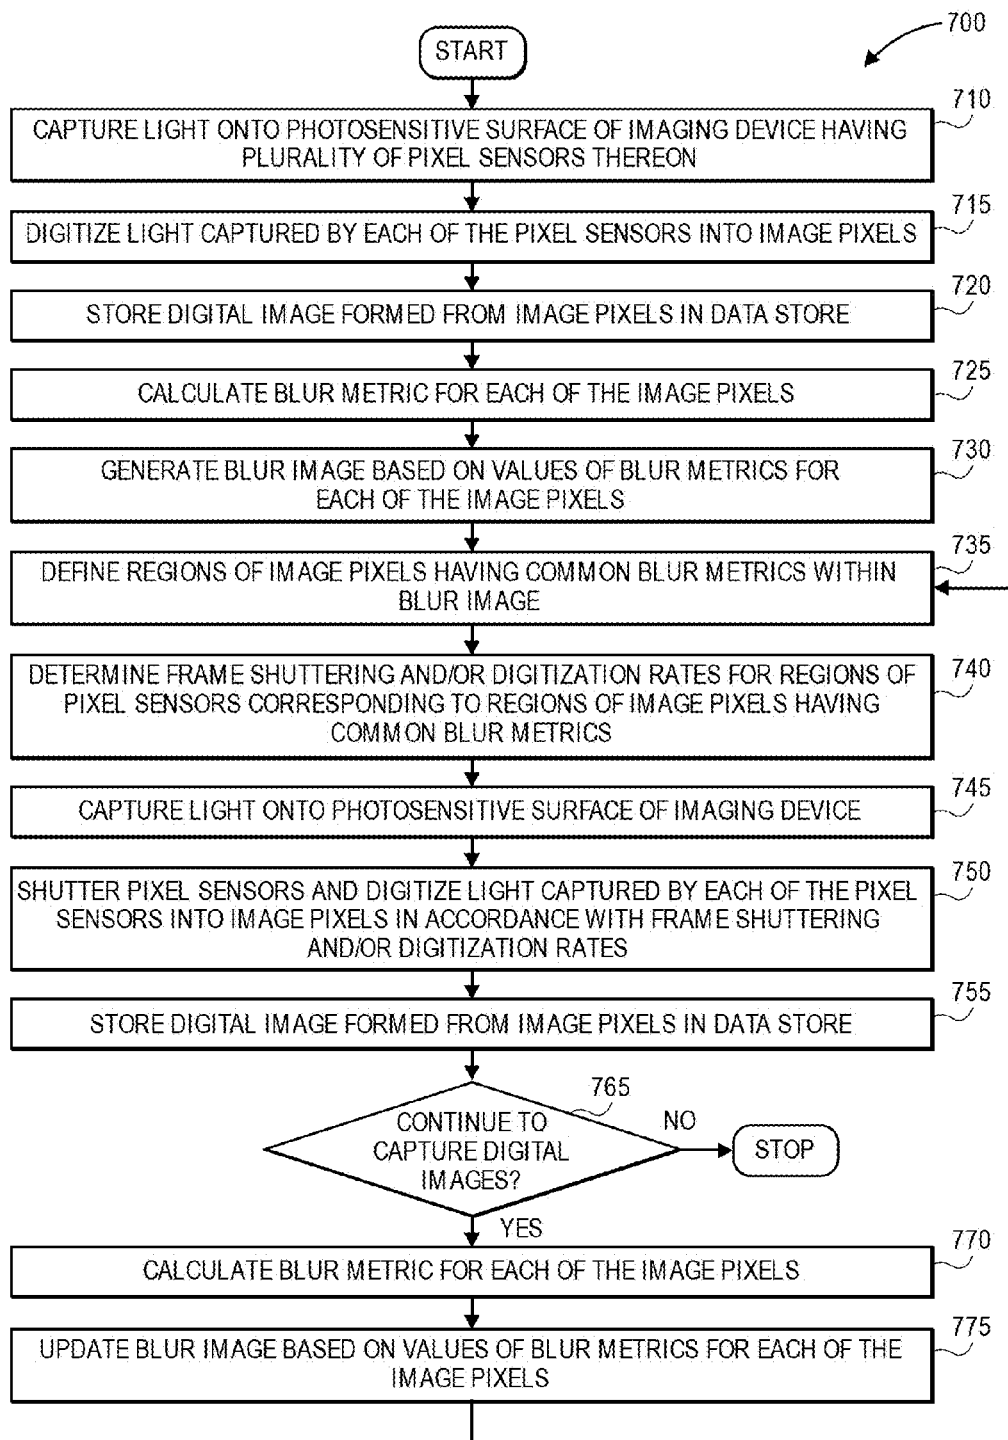 700
START
710
CAPTURE LIGHT ONTO PHOTOSENSITIVE SURFACE OF IMAGING DEVICE HAVING
PLURALITY OF PIXEL SENSORS THEREON
715
DIGITIZE LIGHT CAPTURED BY EACH OF THE PIXEL SENSORS INTO IMAGE PIXELS
720
STORE DIGITAL IMAGE FORMED FROM IMAGE PIXELS IN DATA STORE
725
CALCULATE BLUR METRIC FOR EACH OF THE IMAGE PIXELS
730
GENERATE BLUR IMAGE BASED ON VALUES OF BLUR METRICS FOR
EACH OF THE IMAGE PIXELS
735
DEFINE REGIONS OF IMAGE PIXELS HAVING COMMON BLUR METRICS WITHIN
BLUR IMAGE
740
DETERMINE FRAME SHUTTERING AND/OR DIGITIZATION RATES FOR REGIONS OF
PIXEL SENSORS CORRESPONDING TO REGIONS OF IMAGE PIXELS HAVING
COMMON BLUR METRICS
745
CAPTURE LIGHT ONTO PHOTOSENSITIVE SURFACE OF IMAGING DEVICE
750
SHUTTER PIXEL SENSORS AND DIGITIZE LIGHT CAPTURED BY EACH OF THE PIXEL
SENSORS INTO IMAGE PIXELS IN ACCORDANCE WITH FRAME SHUTTERING
AND/OR DIGITIZATION RATES
755
STORE DIGITAL IMAGE FORMED FROM IMAGE PIXELS IN DATA STORE
765
CONTINUE TO
CAPTURE DIGITAL
IMAGES?
NO
STOP
YES
770
CALCULATE BLUR METRIC FOR EACH OF THE IMAGE PIXELS
775
UPDATE BLUR IMAGE BASED ON VALUES OF BLUR METRICS FOR EACH OF THE
IMAGE PIXELS